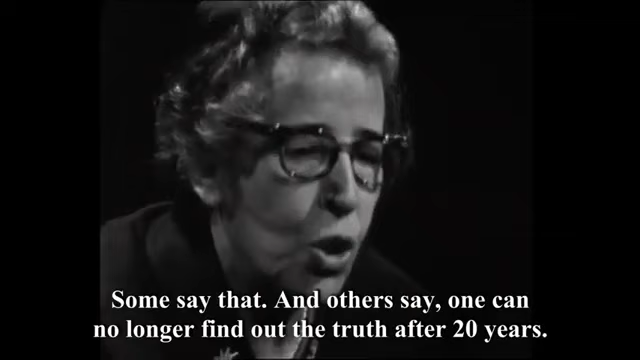 Some say that. And others say, one can
no longer find out the truth after 20 years.